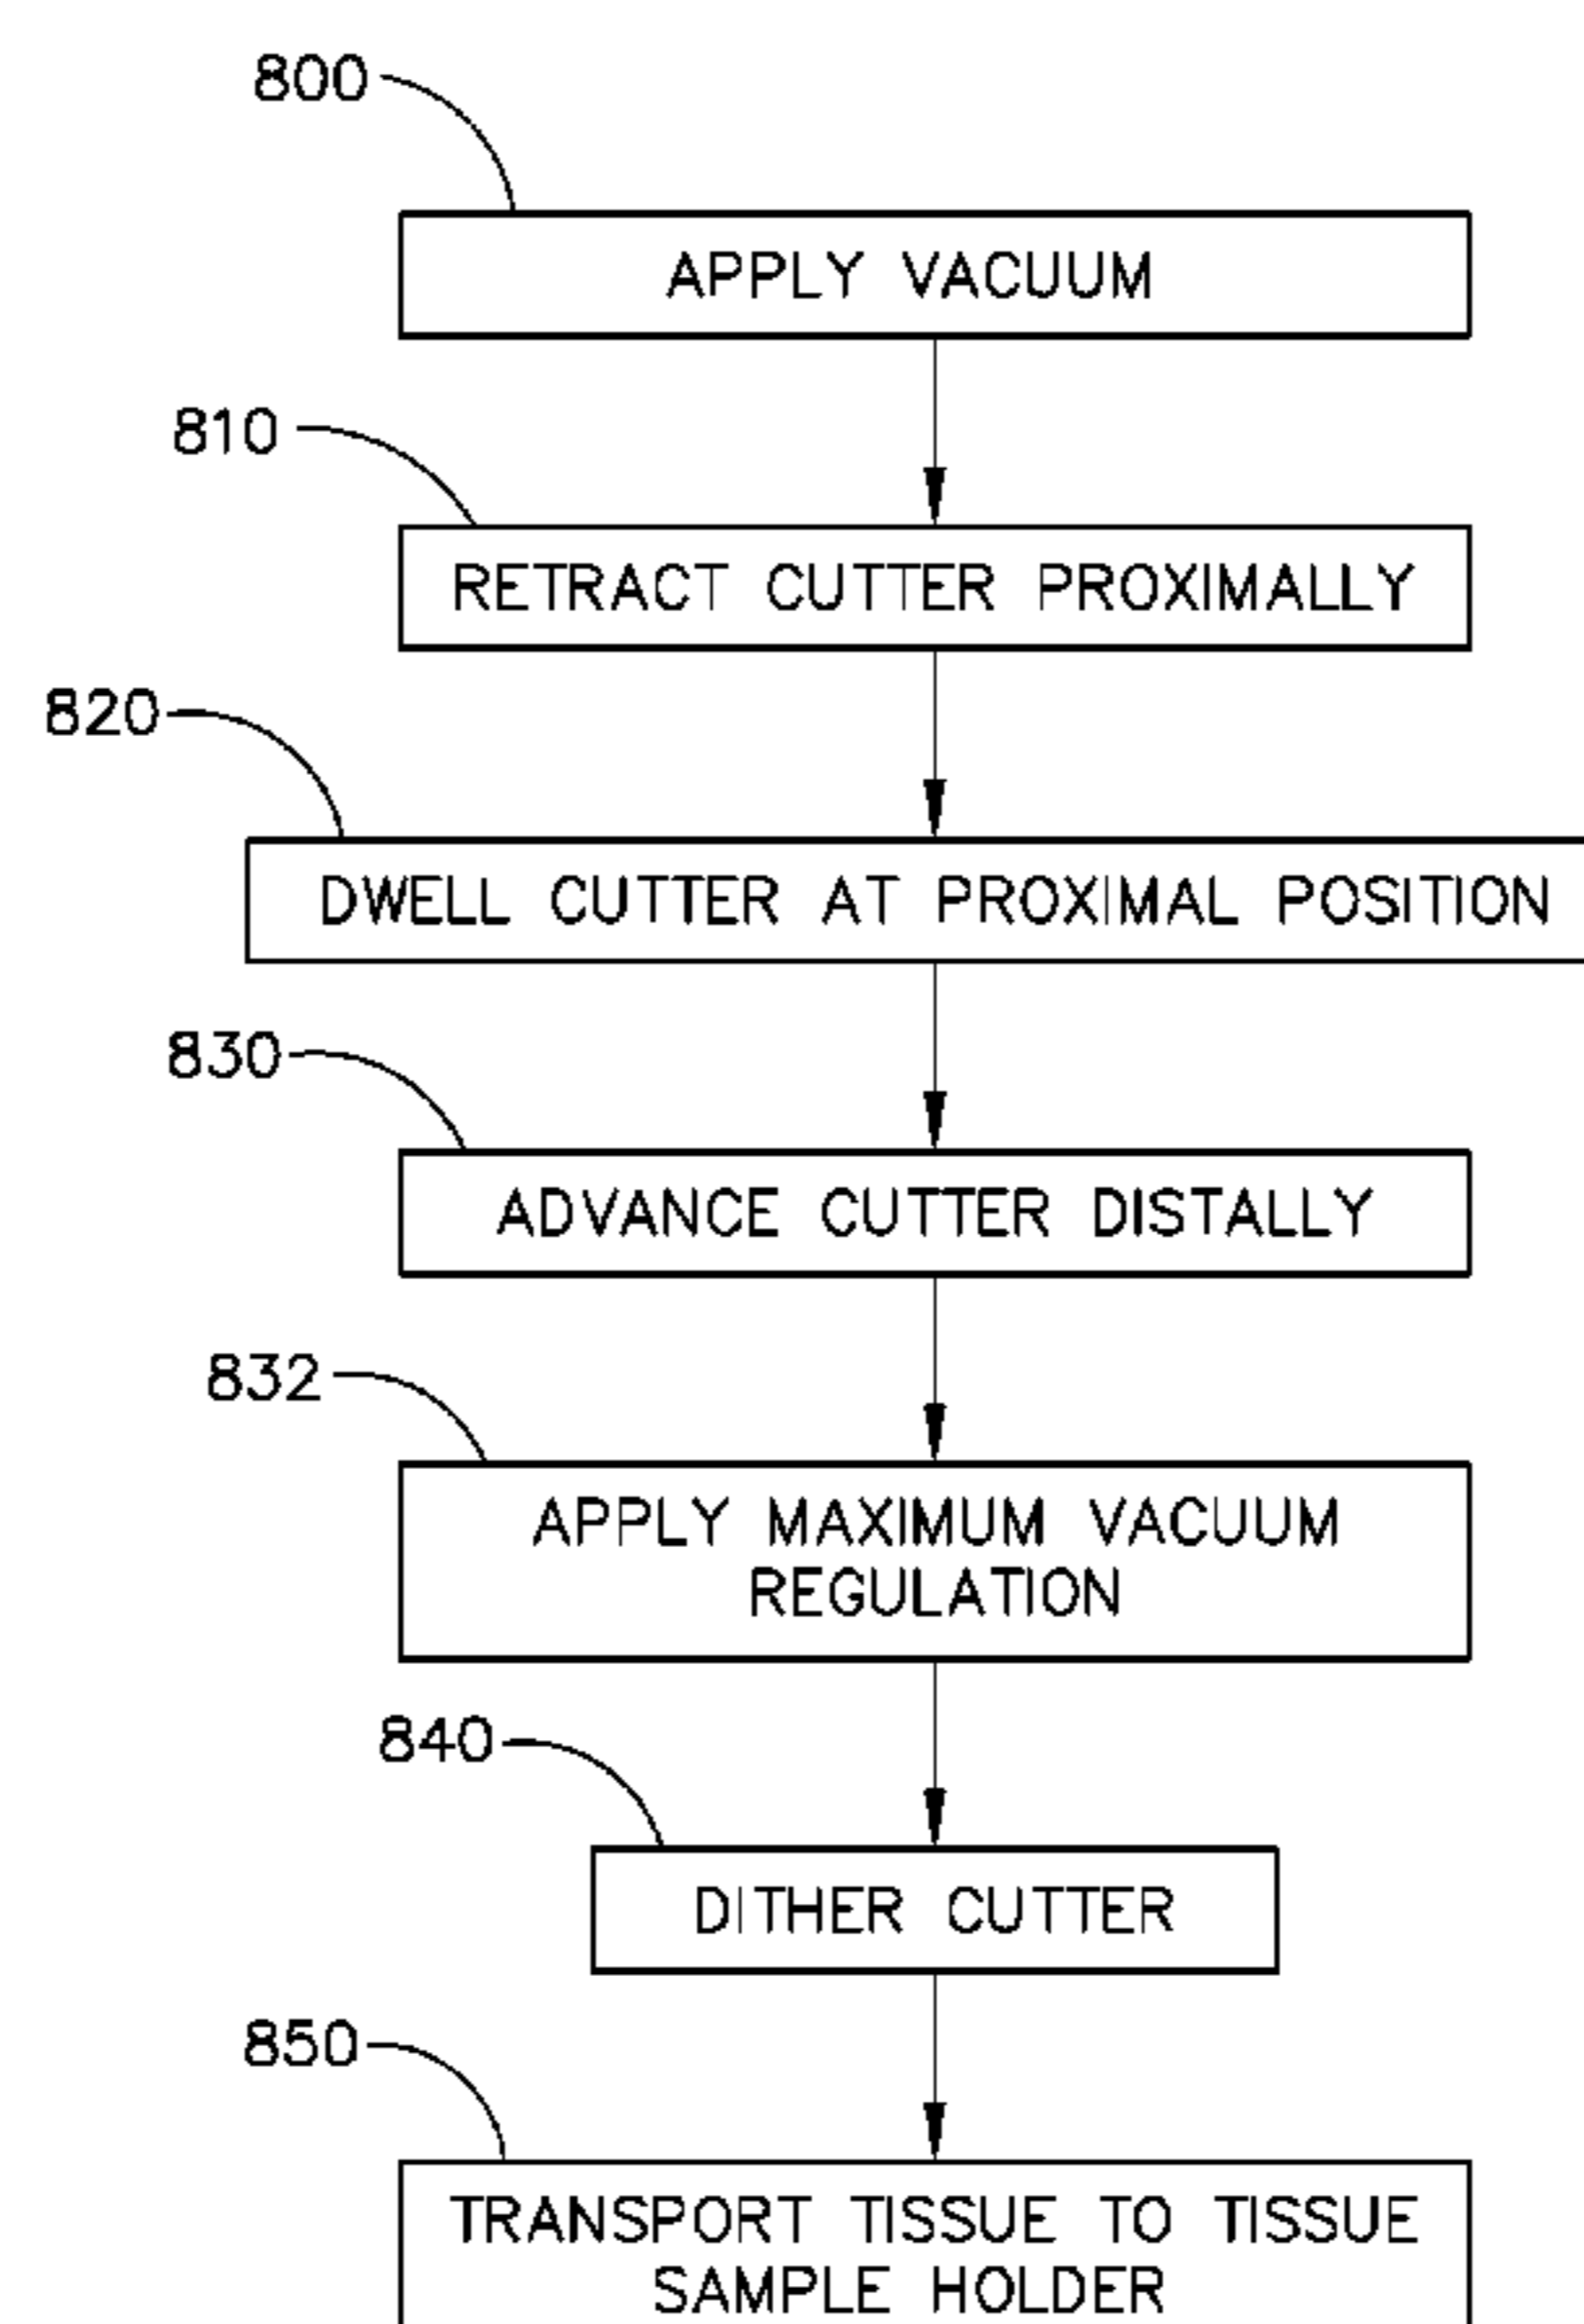 800
APPLY VACUUM
810
RETRACT CUTTER PROXIMALLY
820
DWELL CUTTER AT PROXIMAL POSITION
830
ADVANCE CUTTER DISTALLY
832
APPLY MAXIMUM VACUUM
REGULATION
840
DITHER CUTTER
850
TRANSPORT TISSUE TO TISSUE
SAMPLE HOLDER